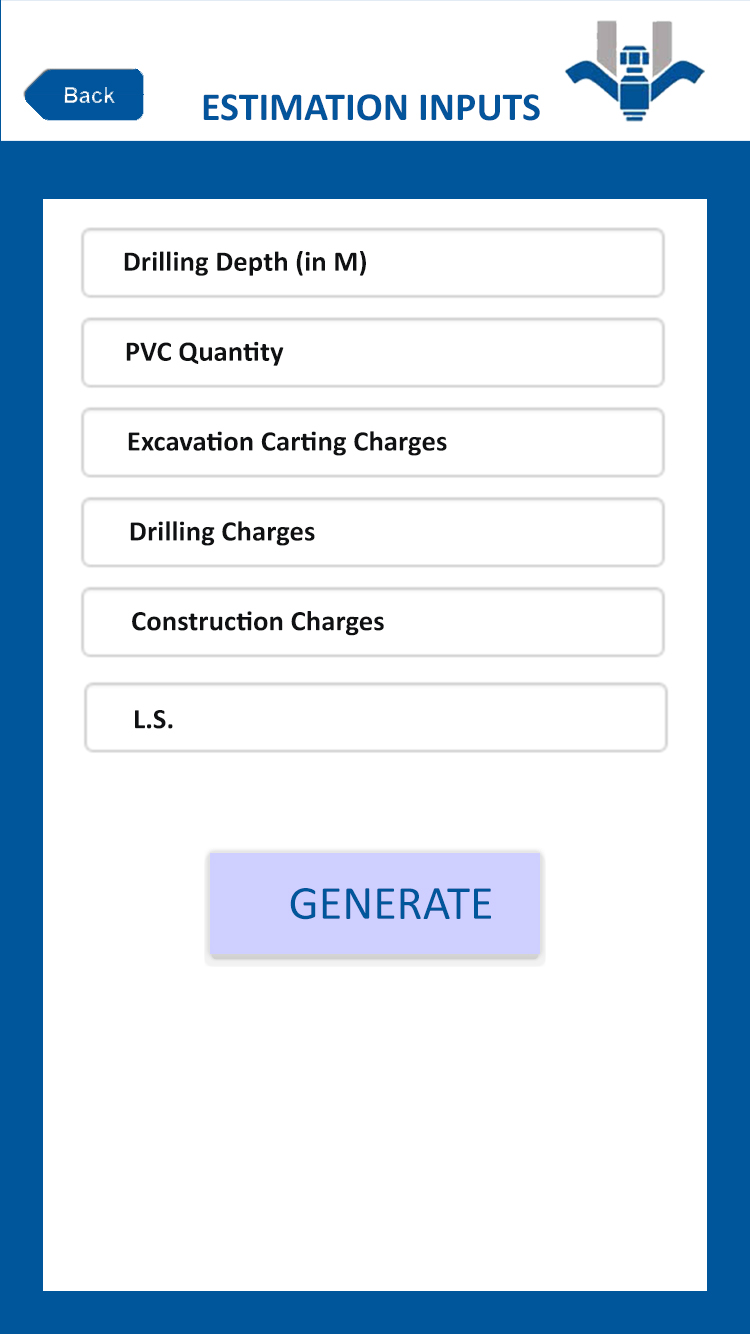 Back
ESTIMATION INPUTS
Drilling Depth (in M)
PVC Quantity
Excavation Carting Charges
Drilling Charges
Construction Charges
L.S.
GENERATE